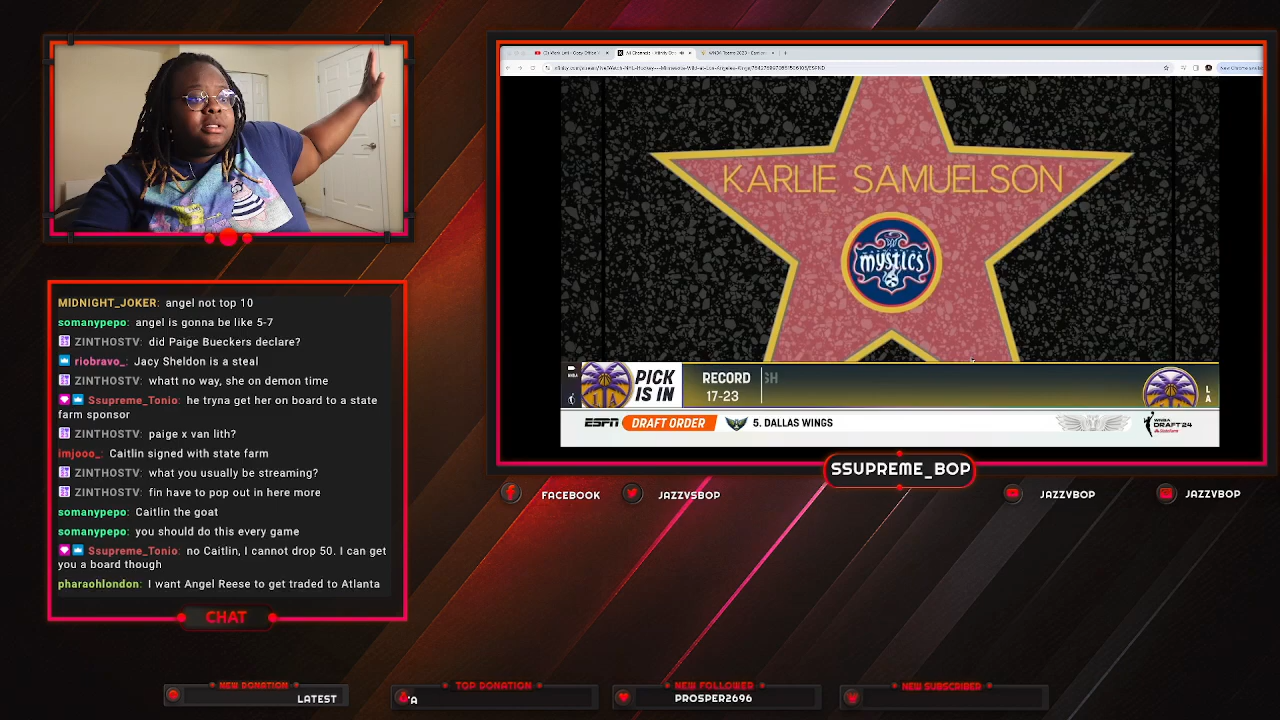 KARLIE SAMUELSON
MYSTICS
PICK IS IN
RECORD
17-23
LA
ESPN DRAFT ORDER 5. DALLAS WINGS
WNBA DRAFT 24
MIDNIGHT_JOKER: angel not top 10
somanypepo: angel is gonna be like 5-7
ZINTHOSTV: did Paige Bueckers declare?
riobravo_: Jacy Sheldon is a steal
ZINTHOSTV: whatt no way, she on demon time
Ssupreme_Tonio: he tryna get her on board to a state
farm sponsor
ZINTHOSTV: paige x van lith?
imjooo_: Caitlin signed with state farm
ZINTHOSTV: what you usually be streaming?
ZINTHOSTV: fin have to pop out in here more
somanypepo: Caitlin the goat
somanypepo: you should do this every game
Ssupreme_Tonio: no Caitlin, I cannot drop 50. I can get
you a board though
pharaohlondon: I want Angel Reese to get traded to Atlanta
CHAT
SSUPREME_BOP
FACEBOOK JAZZVSBOP JAZZVBOP JAZZVBOP
NEW DONATION TOP DONATION NEW FOLLOWER NEW SUBSCRIBER
LATEST 'A PROSPER2696